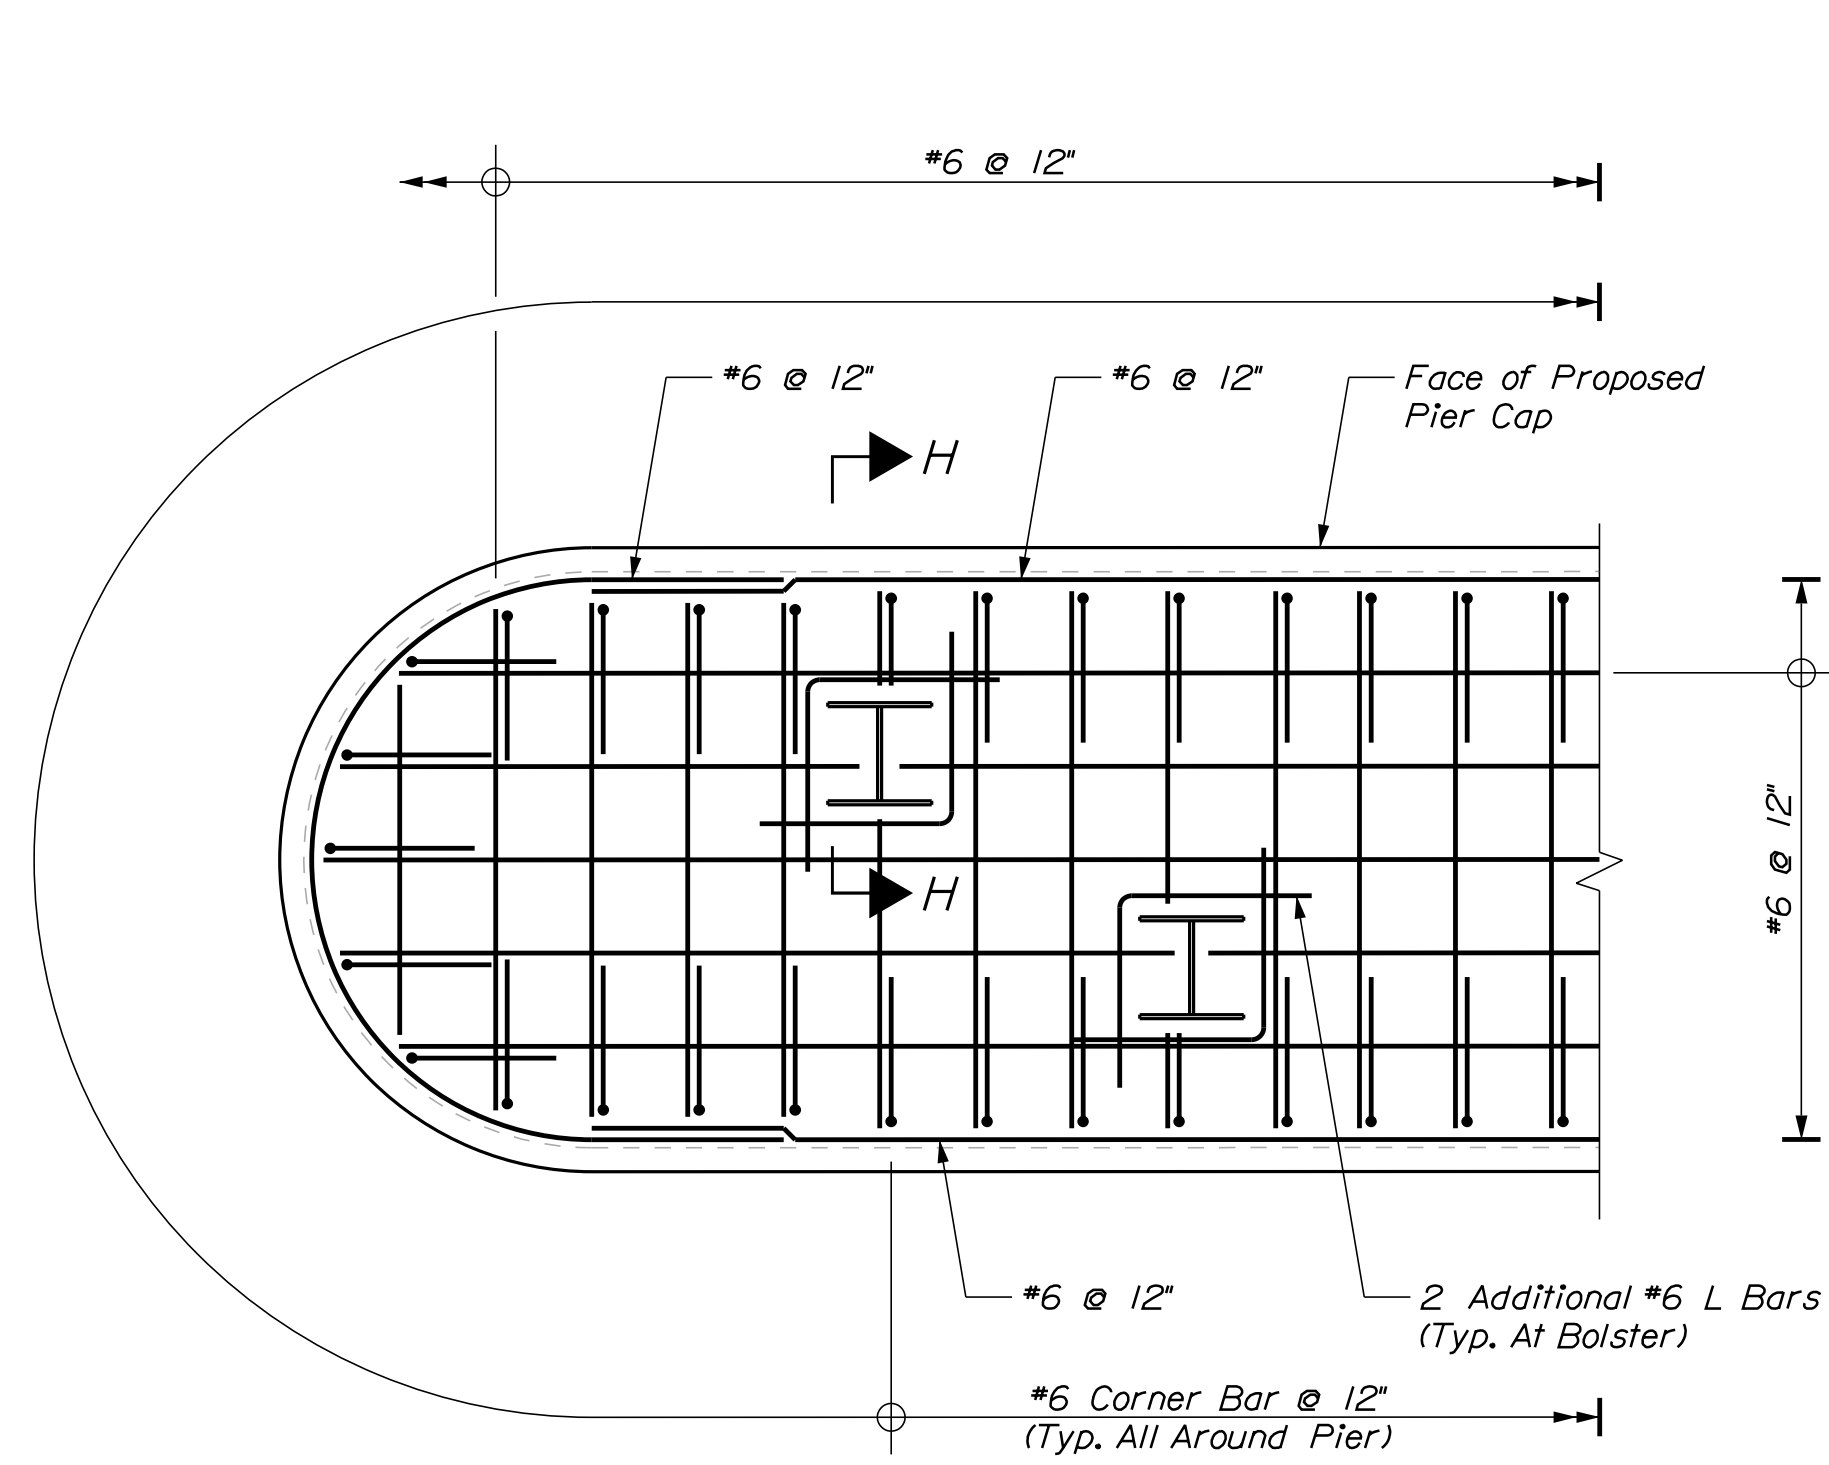 #6 @ 12"
#6 @ 12"
#6 @ 12"
Face of Proposed
Pier Cap
H
#6 @ 12"
H
#6 @ 12"
2 Additional #6 L Bars
(Typ. At Bolster)
#6 Corner Bar @ 12"
(Typ. All Around Pier)